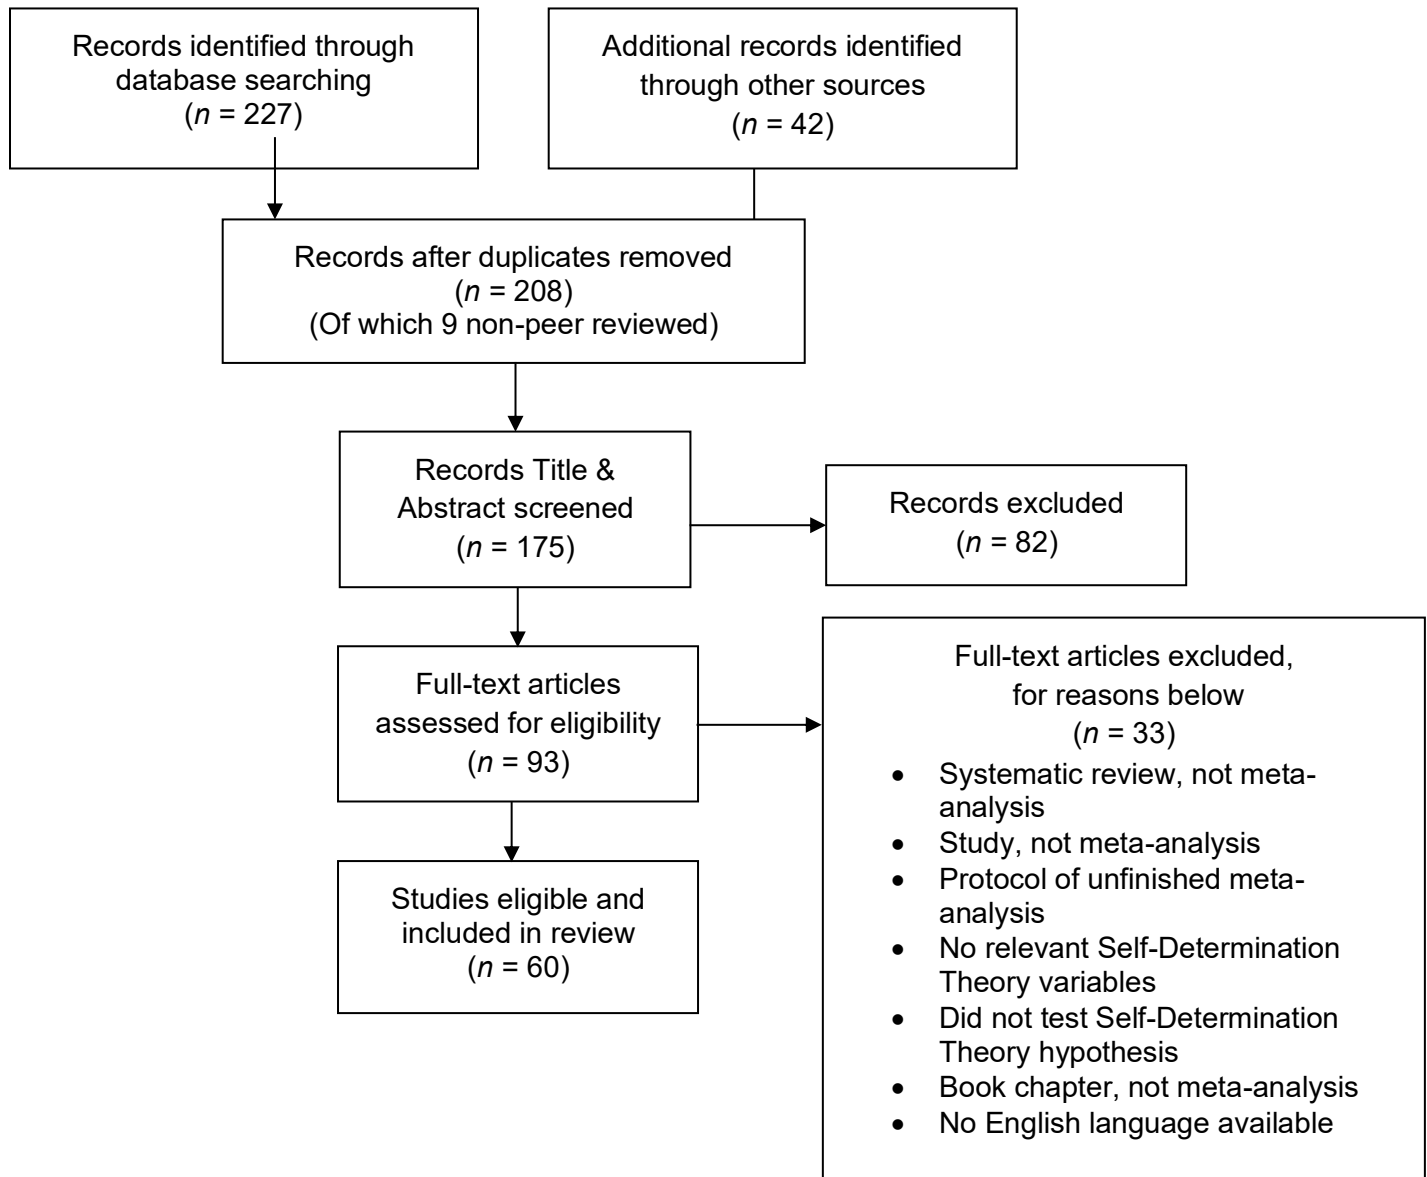 Records identified through
database searching
(n = 227)
Additional records identified
through other sources
(n = 42)
Records after duplicates removed
(n = 208)
(Of which 9 non-peer reviewed)
Records Title &
Abstract screened
(n = 175)
Records excluded
(n = 82)
Full-text articles
assessed for eligibility
(n = 93)
Full-text articles excluded,
for reasons below
(n = 33)
• Systematic review, not meta-
analysis
• Study, not meta-analysis
• Protocol of unfinished meta-
analysis
• No relevant Self-Determination
Theory variables
• Did not test Self-Determination
Theory hypothesis
• Book chapter, not meta-analysis
• No English language available
Studies eligible and
included in review
(n = 60)